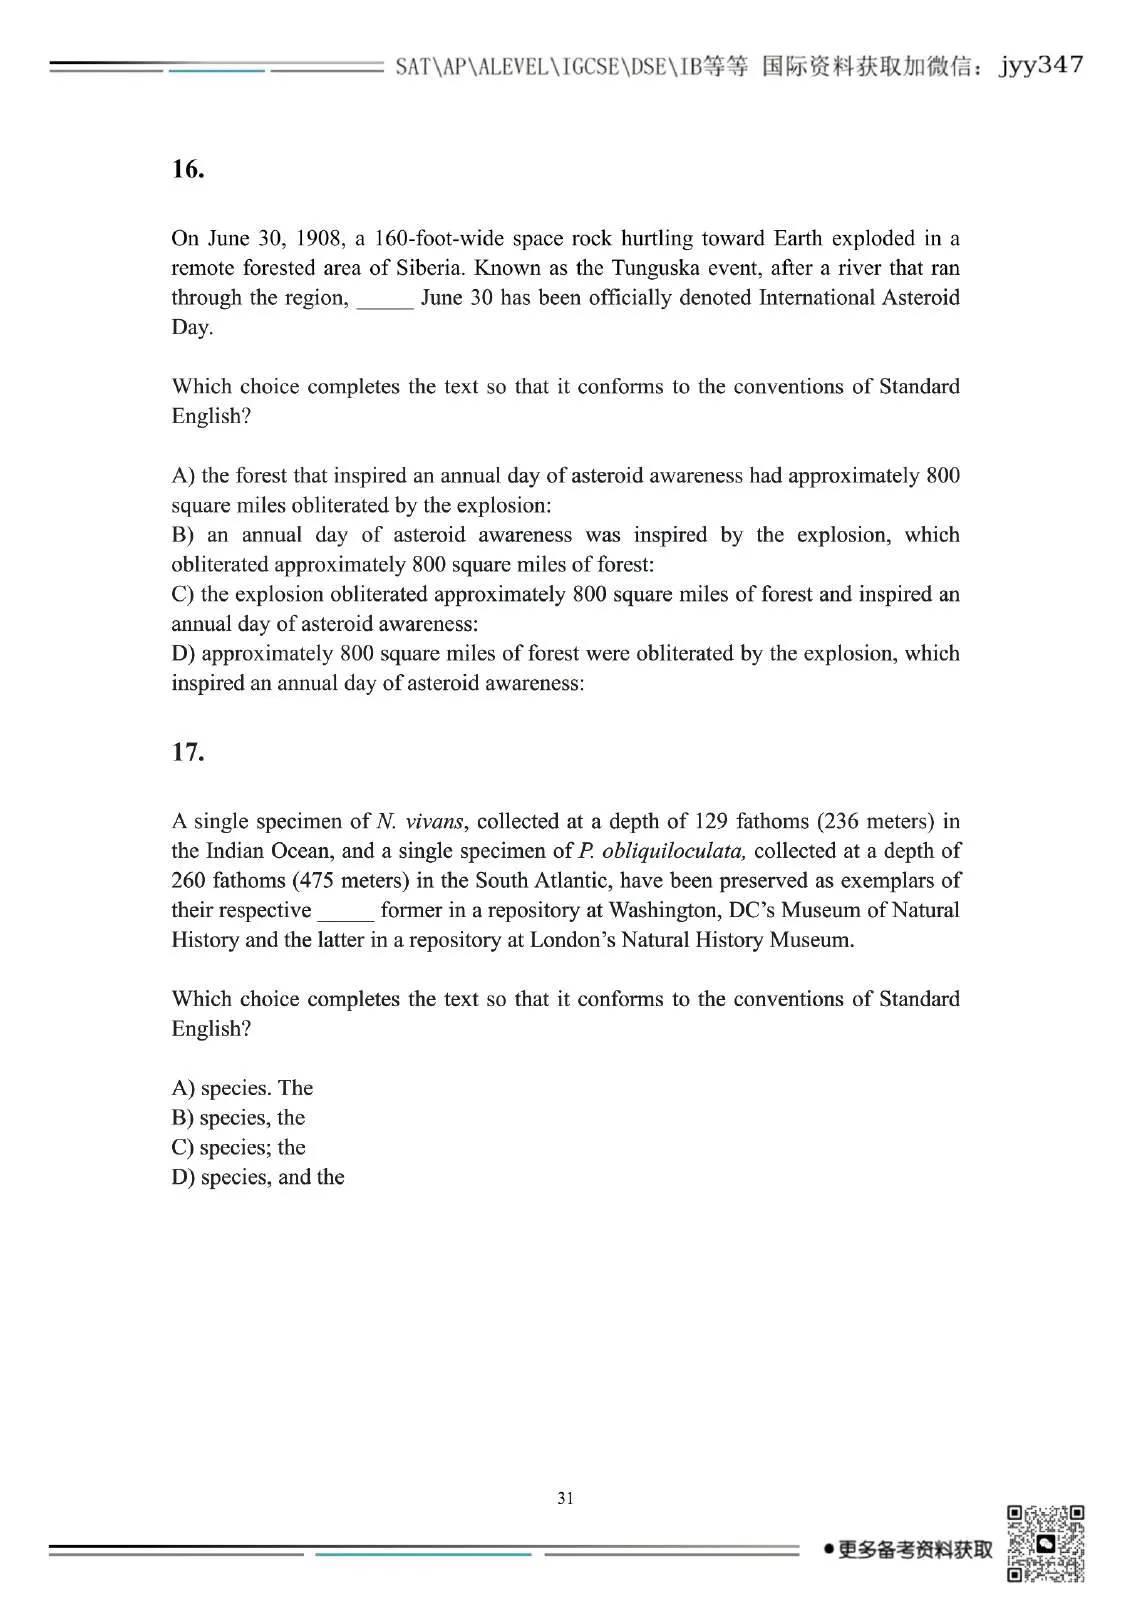 SAT\AP\ALEVEL\IGCSE\DSE\IB等等 国际资料获取加微信： jyy347
16.
On June 30, 1908, a 160-foot-wide space rock hurtling toward Earth exploded in a
remote forested area of Siberia. Known as the Tunguska event, after a river that ran
through the region, _____ June 30 has been officially denoted International Asteroid
Day.
Which choice completes the text so that it conforms to the conventions of Standard
English?
A) the forest that inspired an annual day of asteroid awareness had approximately 800
square miles obliterated by the explosion:
B) an annual day of asteroid awareness was inspired by the explosion, which
obliterated approximately 800 square miles of forest:
C) the explosion obliterated approximately 800 square miles of forest and inspired an
annual day of asteroid awareness:
D) approximately 800 square miles of forest were obliterated by the explosion, which
inspired an annual day of asteroid awareness:
17.
A single specimen of N. vivans, collected at a depth of 129 fathoms (236 meters) in
the Indian Ocean, and a single specimen of P. obliquiloculata, collected at a depth of
260 fathoms (475 meters) in the South Atlantic, have been preserved as exemplars of
their respective _____ former in a repository at Washington, DC’s Museum of Natural
History and the latter in a repository at London’s Natural History Museum.
Which choice completes the text so that it conforms to the conventions of Standard
English?
A) species. The
B) species, the
C) species; the
D) species, and the
31
●更多备考资料获取